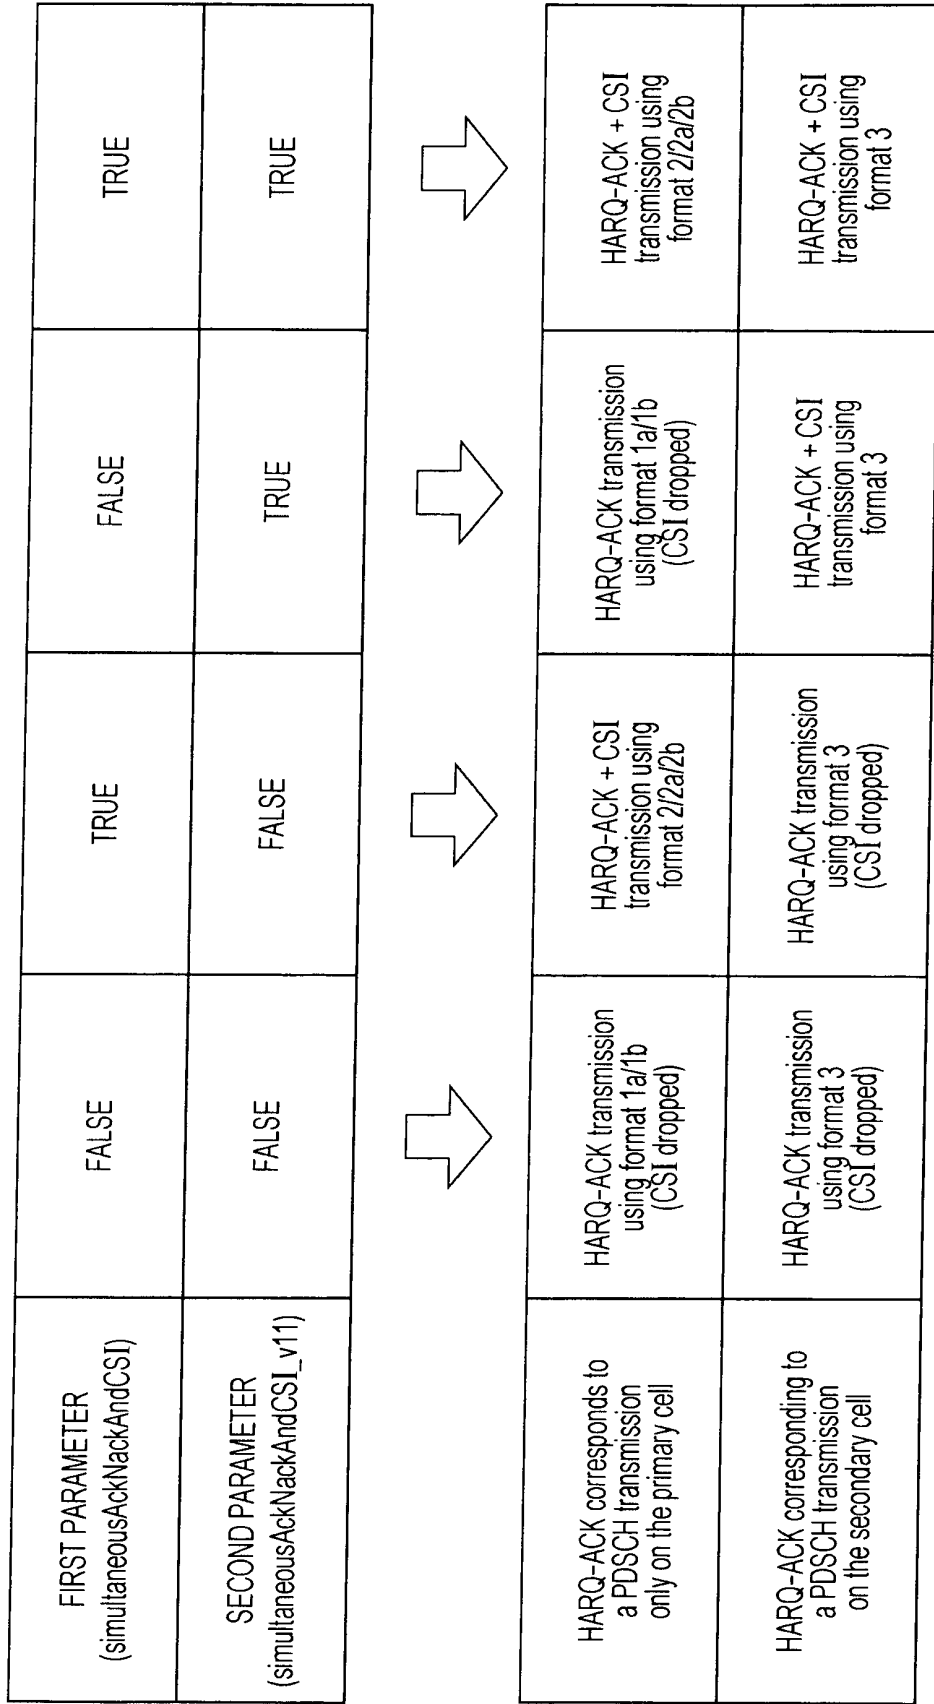 FIRST PARAMETER
(simultaneousAckNackAndCSI)
FALSE
TRUE
FALSE
TRUE
SECOND PARAMETER
(simultaneousAckNackAndCSI_v11)
FALSE
FALSE
TRUE
TRUE
HARQ-ACK corresponds to
a PDSCH transmission
only on the primary cell
HARQ-ACK transmission
using format 1a/1b
(CSI dropped)
HARQ-ACK + CSI
transmission using
format 2/2a/2b
HARQ-ACK transmission
using format 1a/1b
(CSI dropped)
HARQ-ACK + CSI
transmission using
format 2/2a/2b
HARQ-ACK corresponding to
a PDSCH transmission
on the secondary cell
HARQ-ACK transmission
using format 3
(CSI dropped)
HARQ-ACK transmission
using format 3
(CSI dropped)
HARQ-ACK + CSI
transmission using
format 3
HARQ-ACK + CSI
transmission using
format 3